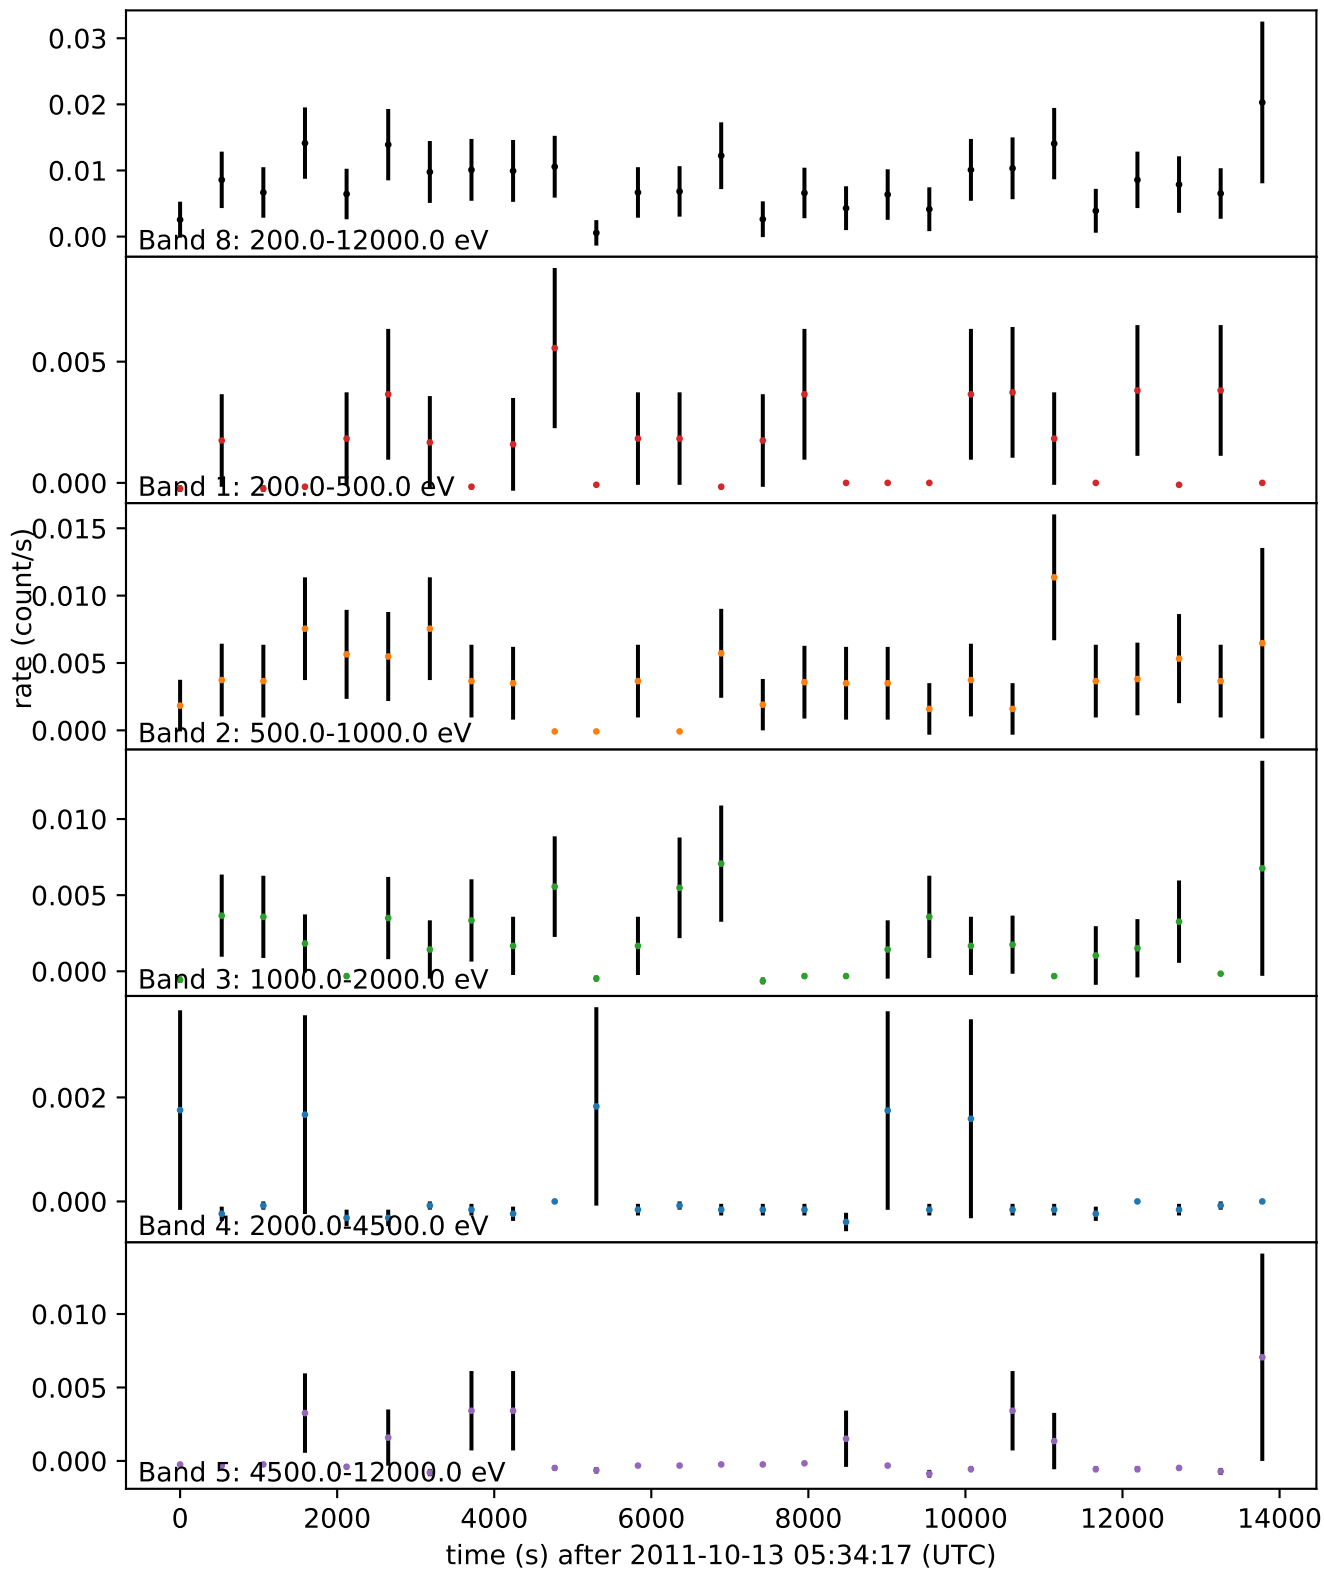 0.03
0.02
0.01
0.00
Band 8: 200.0-12000.0 eV
0.005
0.000
Band 1: 200.0-500.0 eV
rate (count/s)
0.015
0.010
0.005
0.000
Band 2: 500.0-1000.0 eV
0.010
0.005
0.000
Band 3: 1000.0-2000.0 eV
0.002
0.000
Band 4: 2000.0-4500.0 eV
0.010
0.005
0.000
Band 5: 4500.0-12000.0 eV
0 2000 4000 6000 8000 10000 12000 14000
time (s) after 2011-10-13 05:34:17 (UTC)